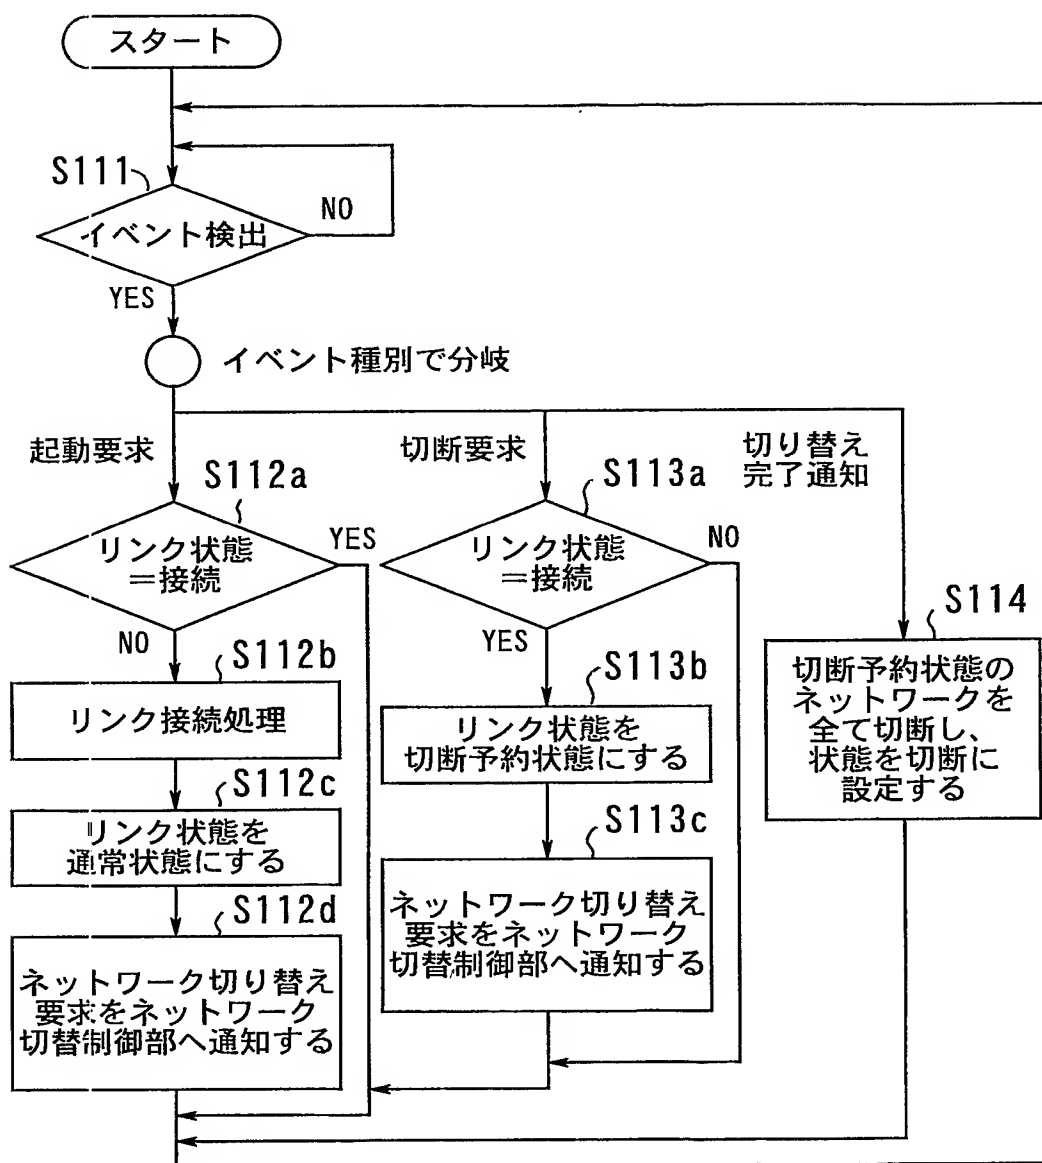 スタート
S111
イベント検出
NO
YES
イベント種別で分岐
起動要求
切断要求
切り替え
完了通知
S112a
リンク状態
＝接続
YES
NO
S113a
リンク状態
＝接続
NO
YES
S112b
リンク接続処理
S112c
リンク状態を
通常状態にする
S112d
ネットワーク切り替え
要求をネットワーク
切替制御部へ通知する
S113b
リンク状態を
切断予約状態にする
S113c
ネットワーク切り替え
要求をネットワーク
切替制御部へ通知する
S114
切断予約状態の
ネットワークを
全て切断し、
状態を切断に
設定する